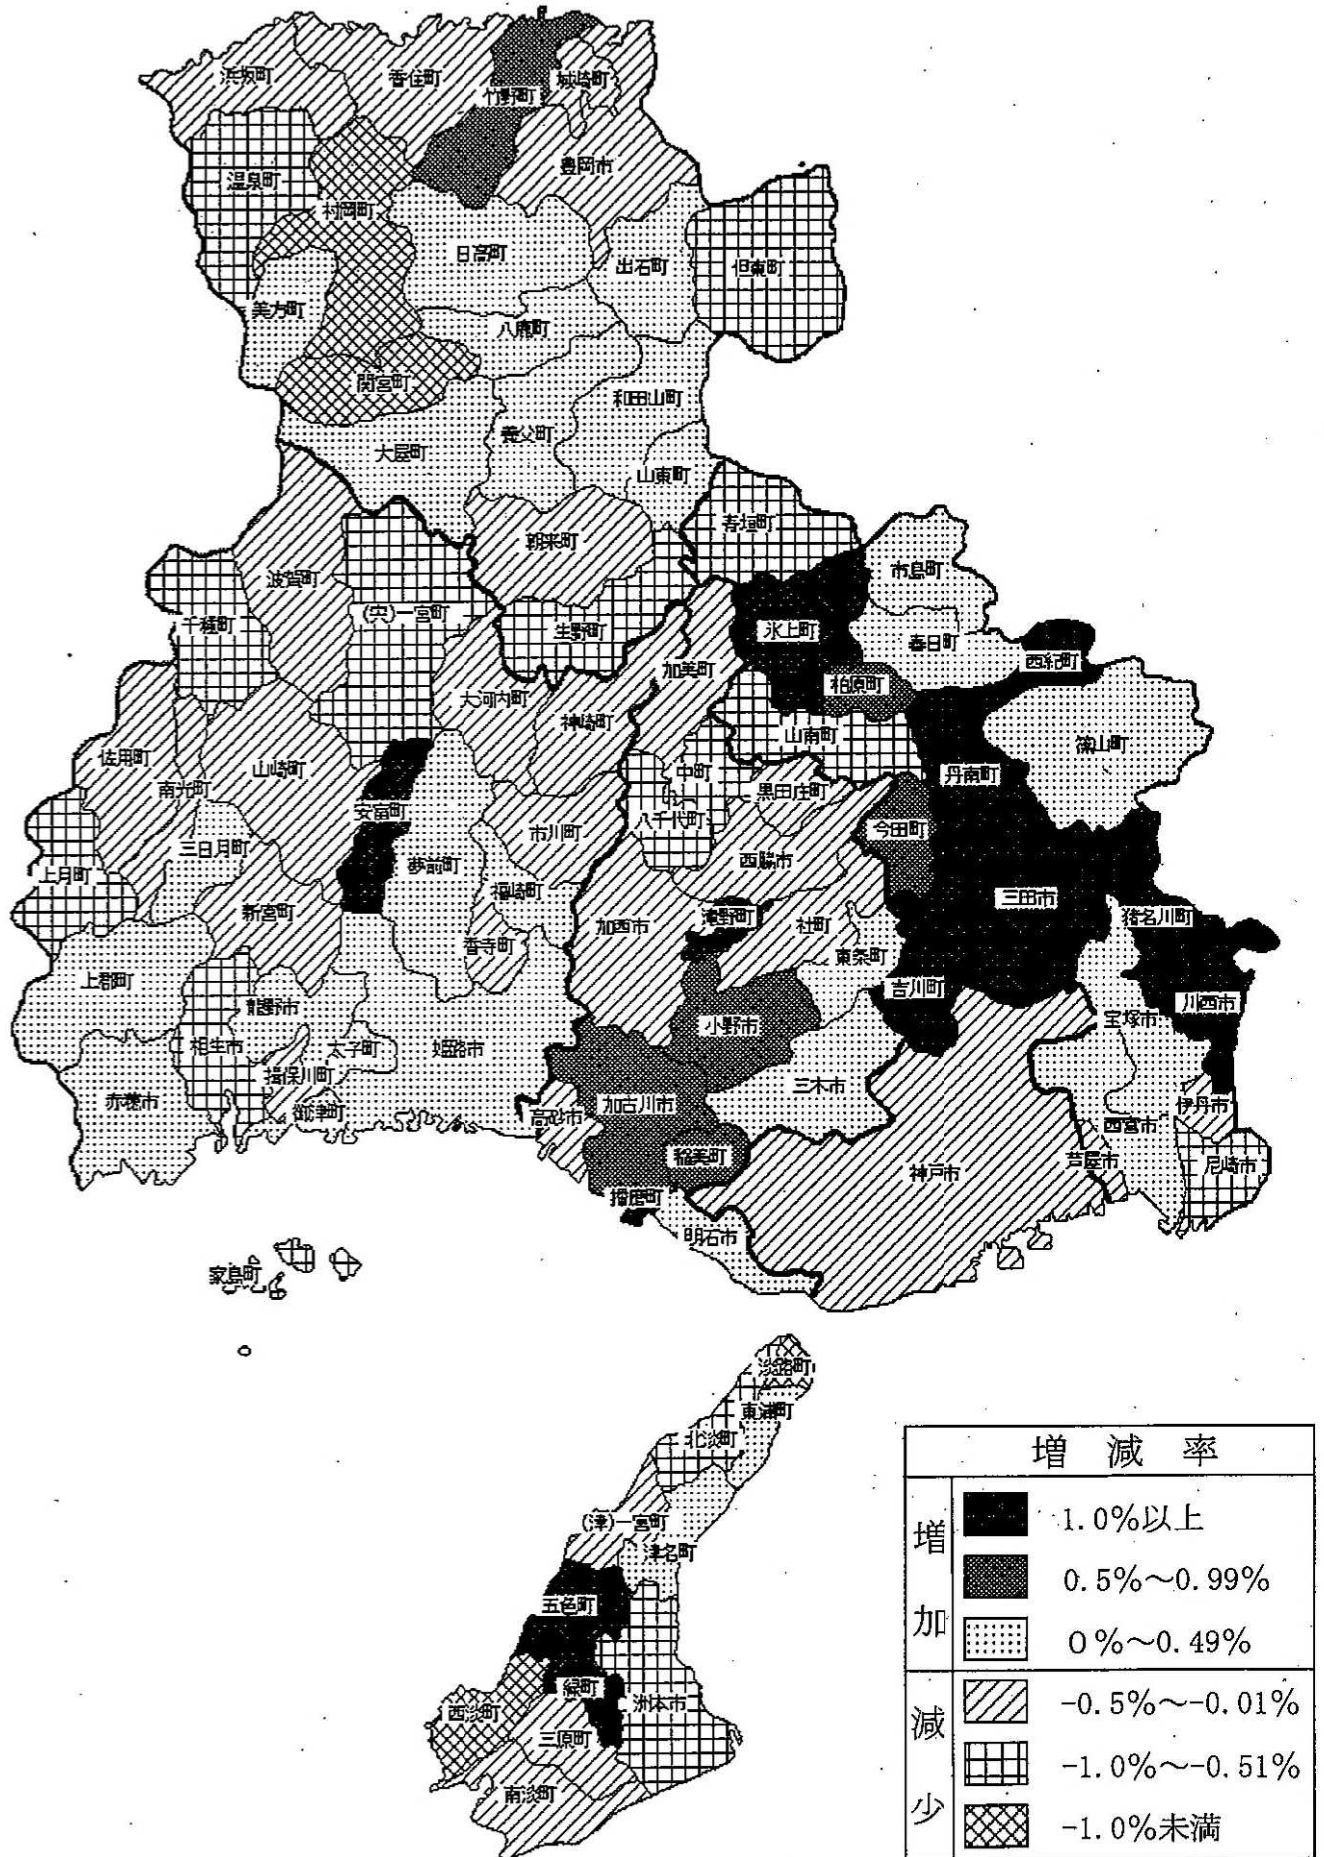 浜坂町
香住町
竹野町
城崎町
豊岡市
温泉町
村岡町
日高町
出石町
但東町
美方町
八鹿町
関宮町
和田山町
養父町
大屋町
山東町
青垣町
朝来町
市島町
波賀町
千種町
(宍)一宮町
生野町
氷上町
春日町
西紀町
加美町
柏原町
大河内町
神崎町
山南町
篠山町
佐用町
南光町
山崎町
中町
丹南町
安富町
黒田庄町
八千代町
市川町
今田町
三日月町
夢前町
西脇市
上月町
福崎町
三田市
新宮町
滝野町
猪名川町
加西市
社町
香寺町
東条町
上郡町
吉川町
川西市
龍野市
小野市
宝塚市
相生市
太子町
姫路市
揖保川町
三木市
赤穂市
御津町
高砂市
加古川市
伊丹市
西宮市
稲美町
神戸市
芦屋市
尼崎市
播磨町
明石市
家島町
淡路町
東浦町
北淡町
(津)一宮町
津名町
五色町
緑町
洲本市
西淡町
三原町
南淡町
増減率
増加
1.0%以上
0.5%～0.99%
0%～0.49%
減少
-0.5%～-0.01%
-1.0%～-0.51%
-1.0%未満